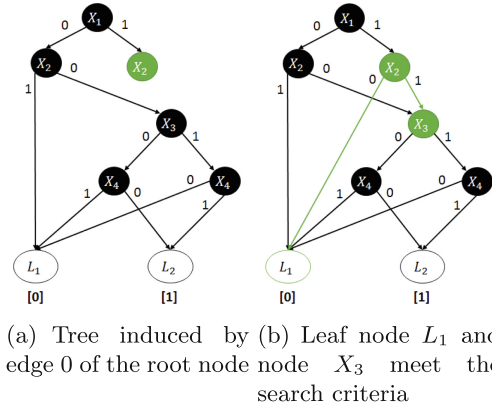 X₁ X₁
0 1 0 1
X₂ X₂ X₂ X₂
1 0 1 0 0 1
X₃ X₃
0 1 0 1
X₄ X₄ X₄ X₄
1 0 0 1 1 0 0 1
L₁ L₂ L₁ L₂
[0] [1] [0] [1]
(a) Tree induced by (b) Leaf node L₁ and
edge 0 of the root node node X₃ meet the
search criteria